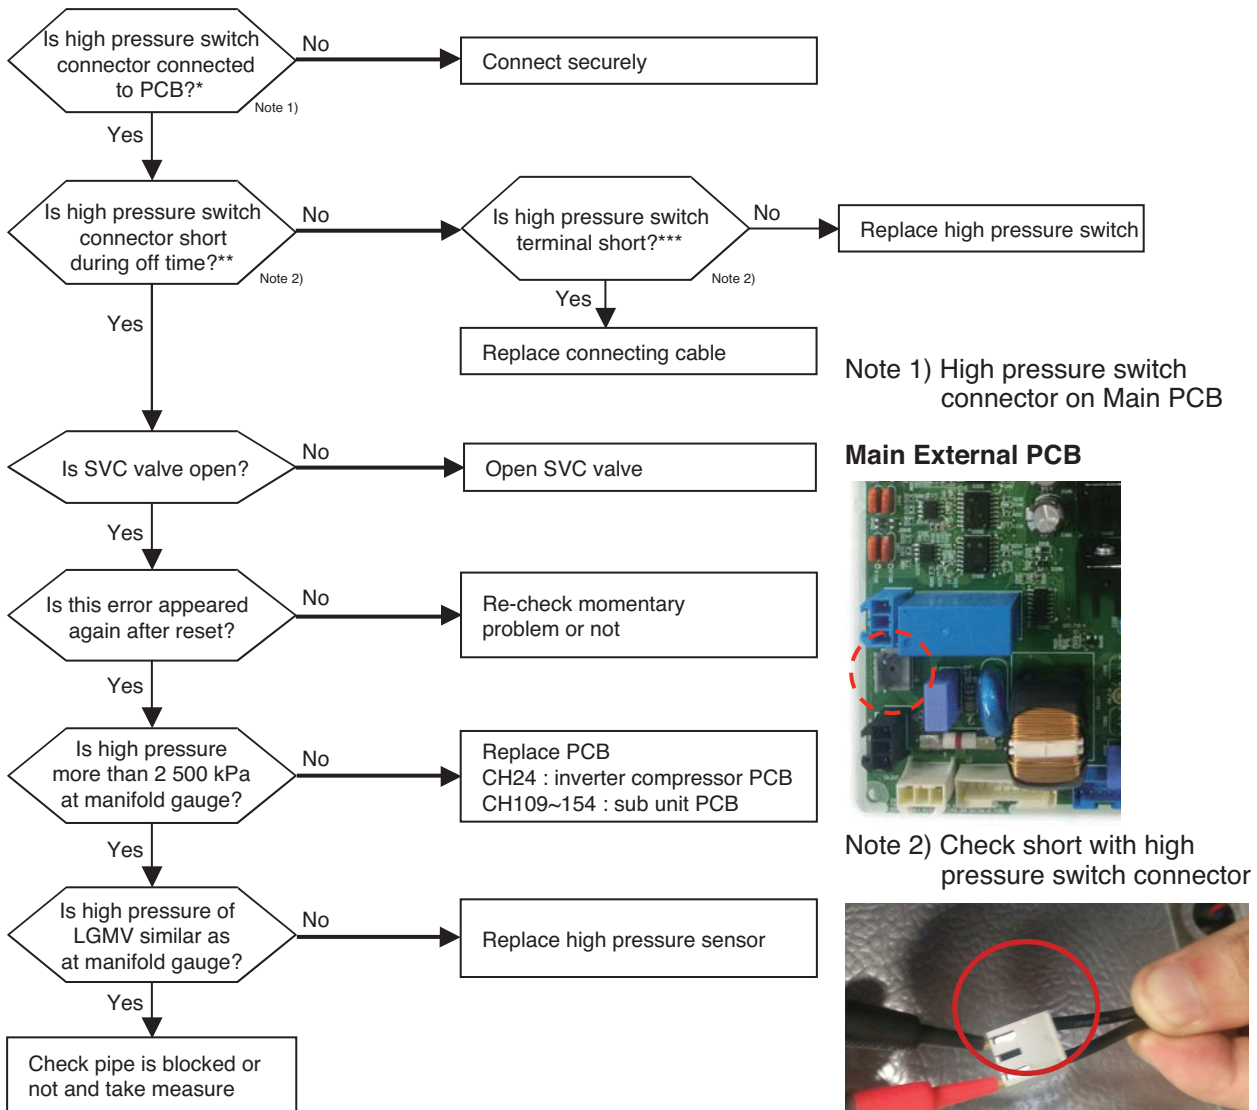 Is high pressure switch
connector connected
to PCB?*
No
Connect securely
Note 1)
Yes
Is high pressure switch
connector short
during off time?**
No
Note 2)
Is high pressure switch
terminal short?***
No
Replace high pressure switch
Note 2)
Yes
Replace connecting cable
Yes
Note 1) High pressure switch
connector on Main PCB
Is SVC valve open?
No
Open SVC valve
Main External PCB
Yes
Is this error appeared
again after reset?
No
Re-check momentary
problem or not
Yes
Is high pressure
more than 2 500 kPa
at manifold gauge?
No
Replace PCB
CH24 : inverter compressor PCB
CH109~154 : sub unit PCB
Yes
Note 2) Check short with high
pressure switch connector
Is high pressure of
LGMV similar as
at manifold gauge?
No
Replace high pressure sensor
Yes
Check pipe is blocked or
not and take measure